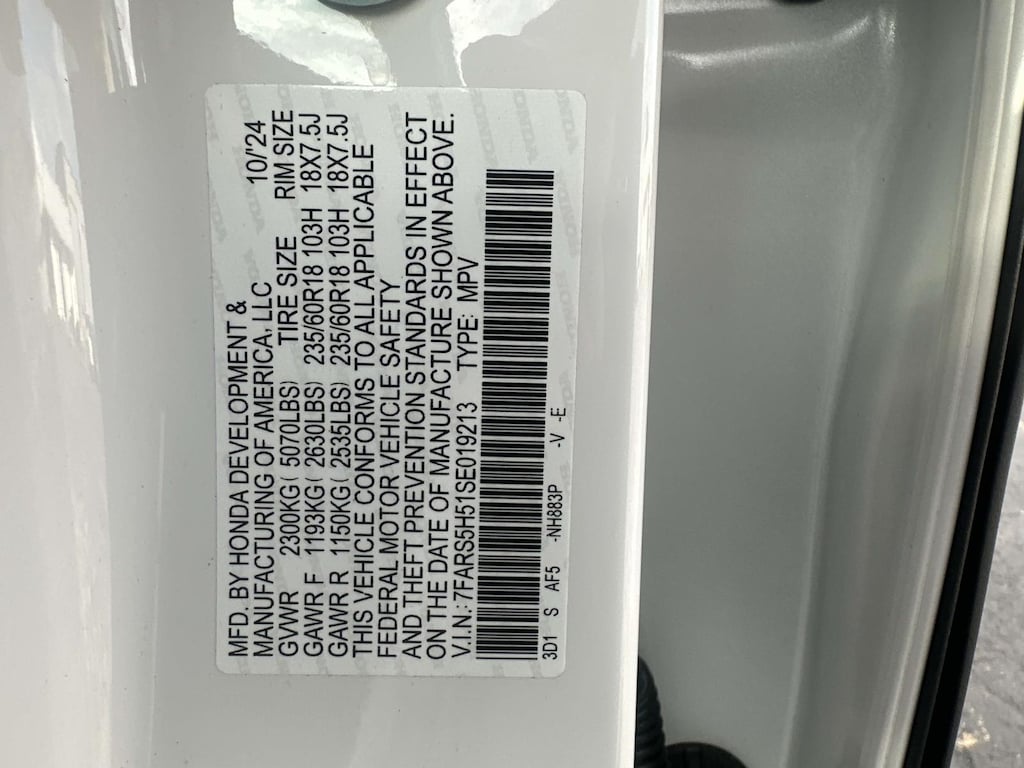 MFD. BY HONDA DEVELOPMENT &
MANUFACTURING OF AMERICA, LLC 10/'24
GVWR 2300KG( 5070LBS) TIRE SIZE RIM SIZE
GAWR F 1193KG( 2630LBS) 235/60R18 103H 18X7.5J
GAWR R 1150KG( 2535LBS) 235/60R18 103H 18X7.5J
THIS VEHICLE CONFORMS TO ALL APPLICABLE
FEDERAL MOTOR VEHICLE SAFETY
AND THEFT PREVENTION STANDARDS IN EFFECT
ON THE DATE OF MANUFACTURE SHOWN ABOVE.
V.I.N.: 7FARS5H51SE019213 TYPE: MPV
3D1 S AF5 -NH883P -V -E